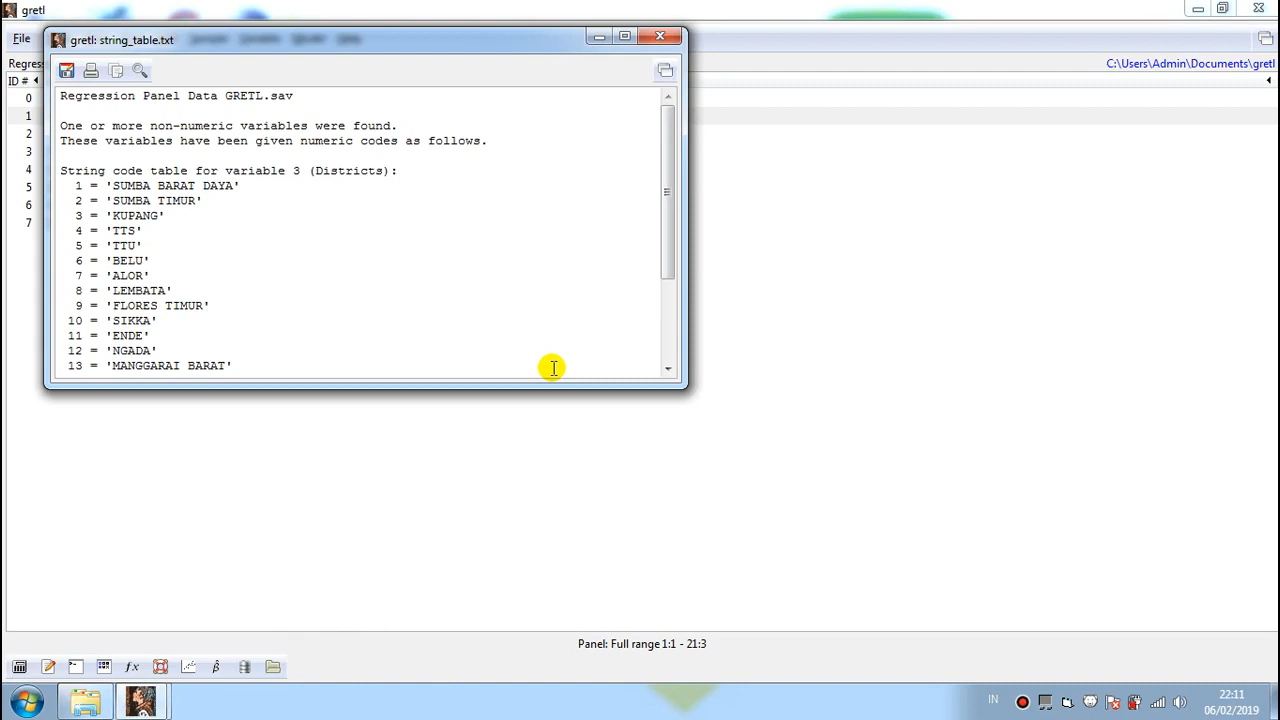 gretl
gretl: string_table.txt
File
Regres
C:\Users\Admin\Documents\gretl
ID #
0
1
2
3
4
5
6
7
Regression Panel Data GRETL.sav
One or more non-numeric variables were found.
These variables have been given numeric codes as follows.
String code table for variable 3 (Districts):
1 = 'SUMBA BARAT DAYA'
2 = 'SUMBA TIMUR'
3 = 'KUPANG'
4 = 'TTS'
5 = 'TTU'
6 = 'BELU'
7 = 'ALOR'
8 = 'LEMBATA'
9 = 'FLORES TIMUR'
10 = 'SIKKA'
11 = 'ENDE'
12 = 'NGADA'
13 = 'MANGGARAI BARAT'
Panel: Full range 1:1 - 21:3
fx
β
IN
22:11
06/02/2019